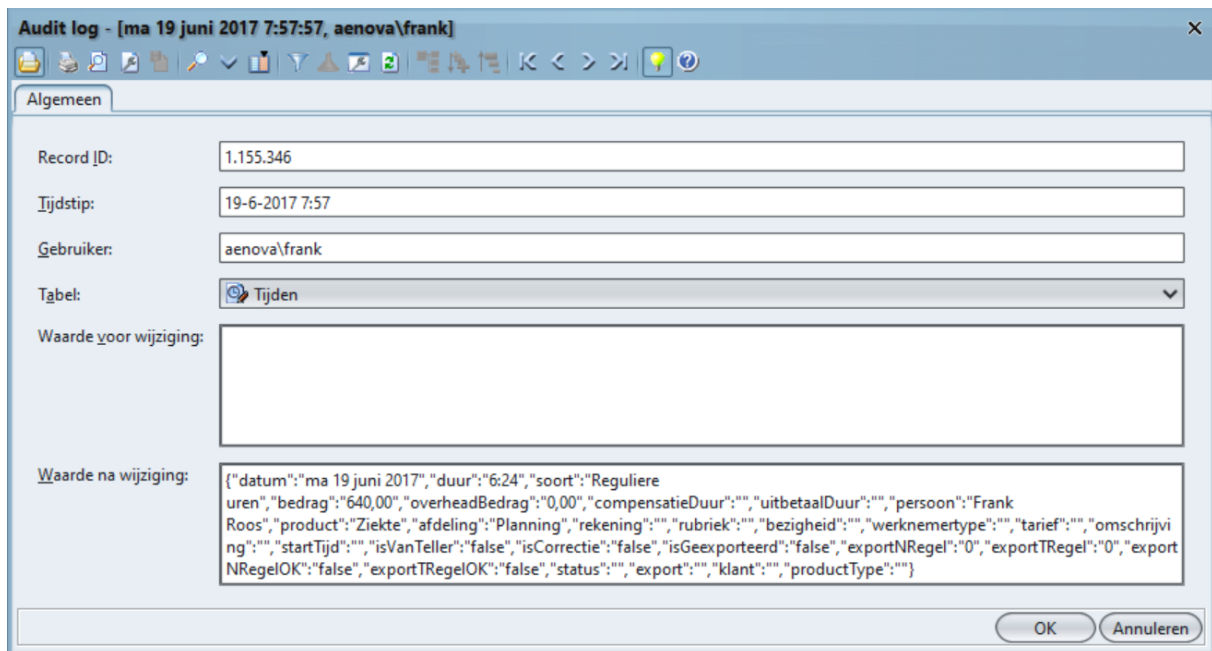 Audit log - [ma 19 juni 2017 7:57:57, aenova\frank]
Algemeen
Record ID: 1.155.346
Tijdstip: 19-6-2017 7:57
Gebruiker: aenova\frank
Tabel: Tijden
Waarde voor wijziging:
Waarde na wijziging: {"datum":"ma 19 juni 2017","duur":"6:24","soort":"Reguliere
uren","bedrag":"640,00","overheadBedrag":"0,00","compensatieDuur":"","uitbetaalDuur":"","persoon":"Frank
Roos","product":"Ziekte","afdeling":"Planning","rekening":"","rubriek":"","bezigheid":"","werknemertype":"","tarief":"","omschrijvi
ng":"","startTijd":"","isVanTeller":"false","isCorrectie":"false","isGeexporteerd":"false","exportNRegel":"0","exportTRegel":"0","export
NRegelOK":"false","exportTRegelOK":"false","status":"","export":"","klant":"","productType":""}
OK Annuleren